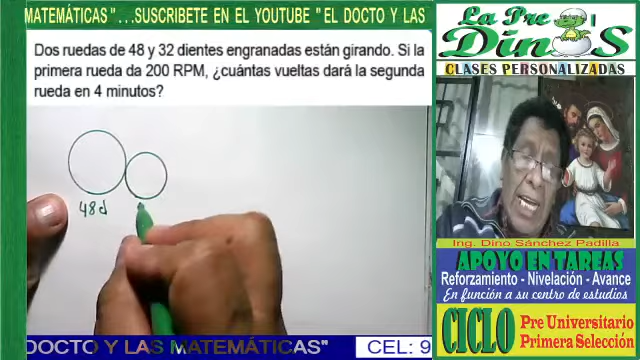 MATEMÁTICAS"...SUSCRIBETE EN EL YOUTUBE "EL DOCTO Y LAS
Dos ruedas de 48 y 32 dientes engranadas están girando. Si la
primera rueda da 200 RPM, ¿cuántas vueltas dará la segunda
rueda en 4 minutos?
48d
DOCTO Y LAS MATEMÁTICAS"
CEL: 9
La Pre
DinoS
CLASES PERSONALIZADAS
Ing. Dino Sánchez Padilla
APOYO EN TAREAS
Reforzamiento - Nivelación - Avance
En función a su centro de estudios
CICLO
Pre Universitario
Primera Selección